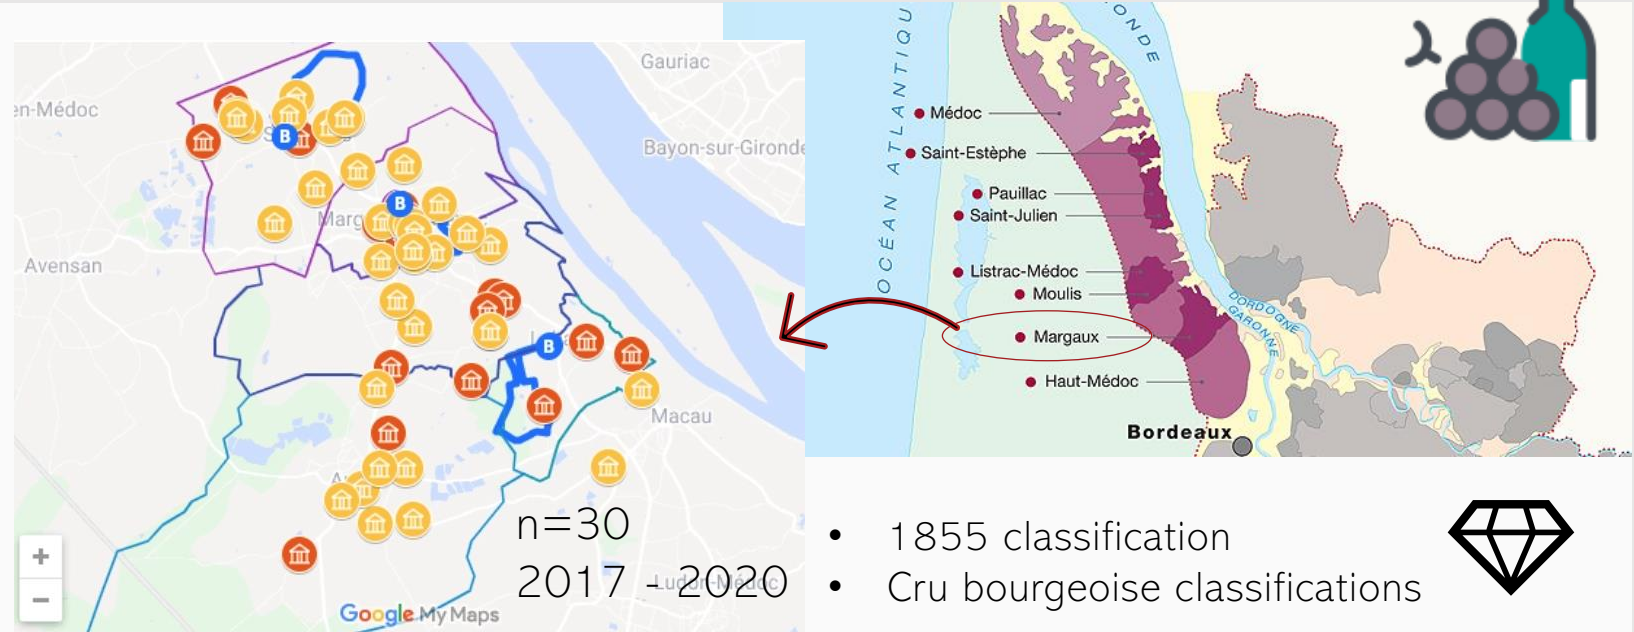 Gauriac
en-Médoc
Bayon-sur-Gironde
B
B
Marg
Avensan
B
Macau
n=30
2017 - 2020
Ludon-Médoc
+
−
Google My Maps
OCÉAN ATLANTIQU
ONDE
Médoc
Saint-Estèphe
Pauillac
Saint-Julien
Listrac-Médoc
Moulis
Margaux
Haut-Médoc
DORDOGNE
GARONNE
Bordeaux
• 1855 classification
• Cru bourgeoise classifications